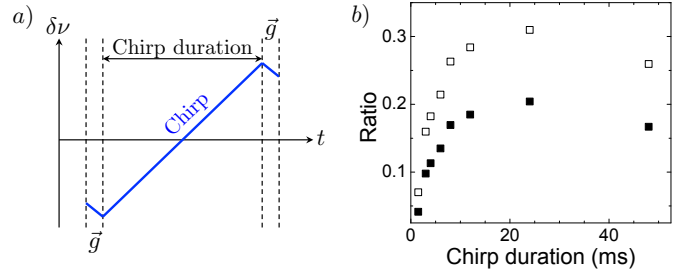 a)
δν
g⃗
Chirp duration
Chirp
t
g⃗
b)
Ratio
0.3
0.2
0.1
0
20
40
Chirp duration (ms)